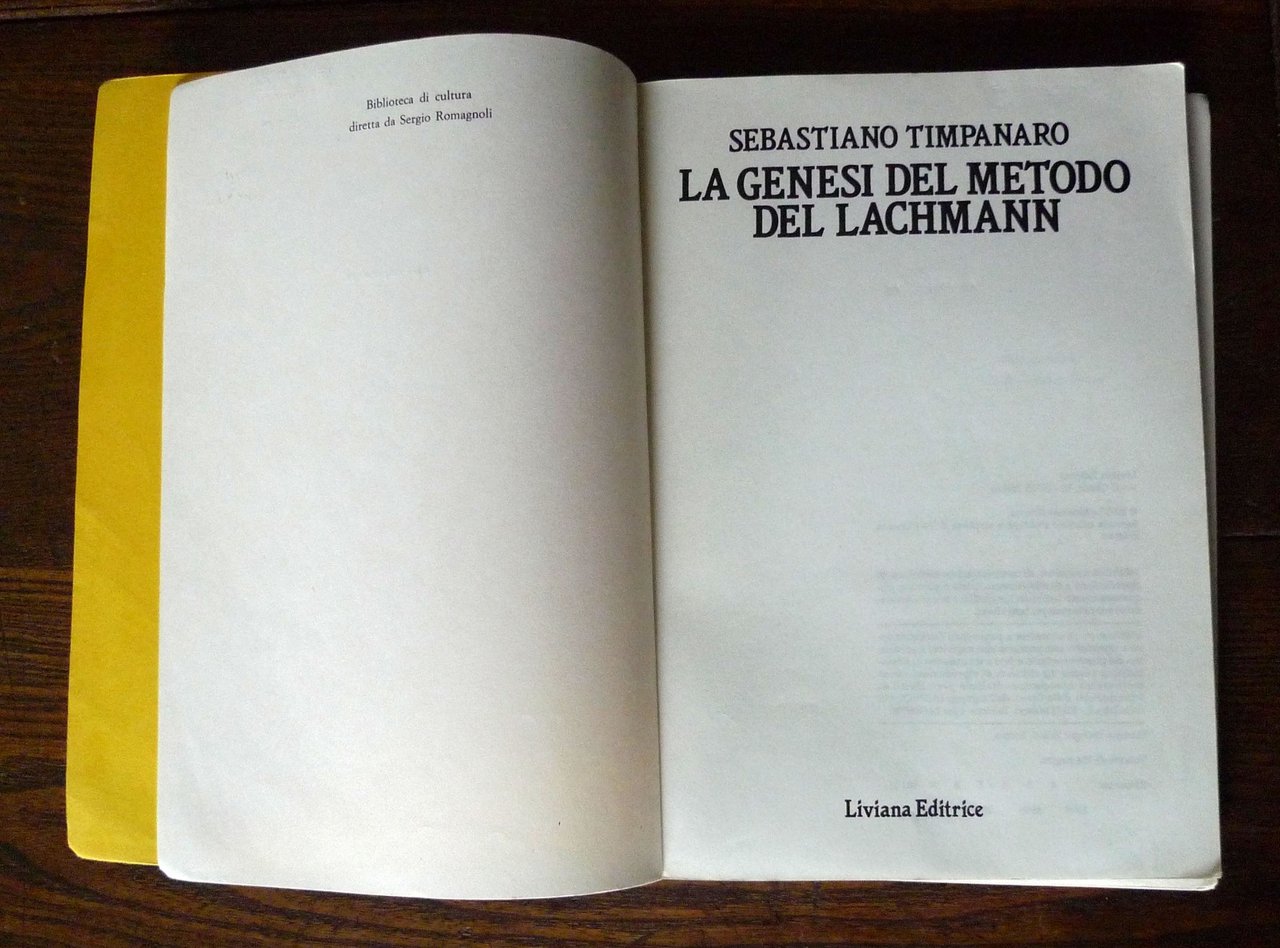 Biblioteca di cultura
diretta da Sergio Romagnoli
SEBASTIANO TIMPANARO
LA GENESI DEL METODO
DEL LACHMANN
Liviana Editrice